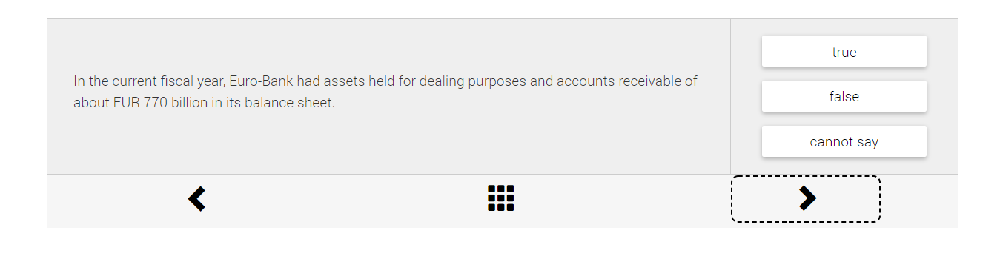 In the current fiscal year, Euro-Bank had assets held for dealing purposes and accounts receivable of
about EUR 770 billion in its balance sheet.
true
false
cannot say